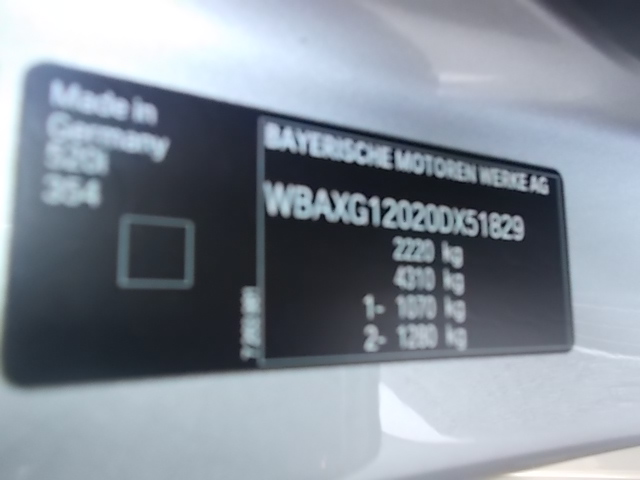 Made in
Germany
520i
354
BAYERISCHE MOTOREN WERKE AG
WBAXG12020DX51829
2220 kg
4310 kg
1- 1070 kg
2- 1280 kg